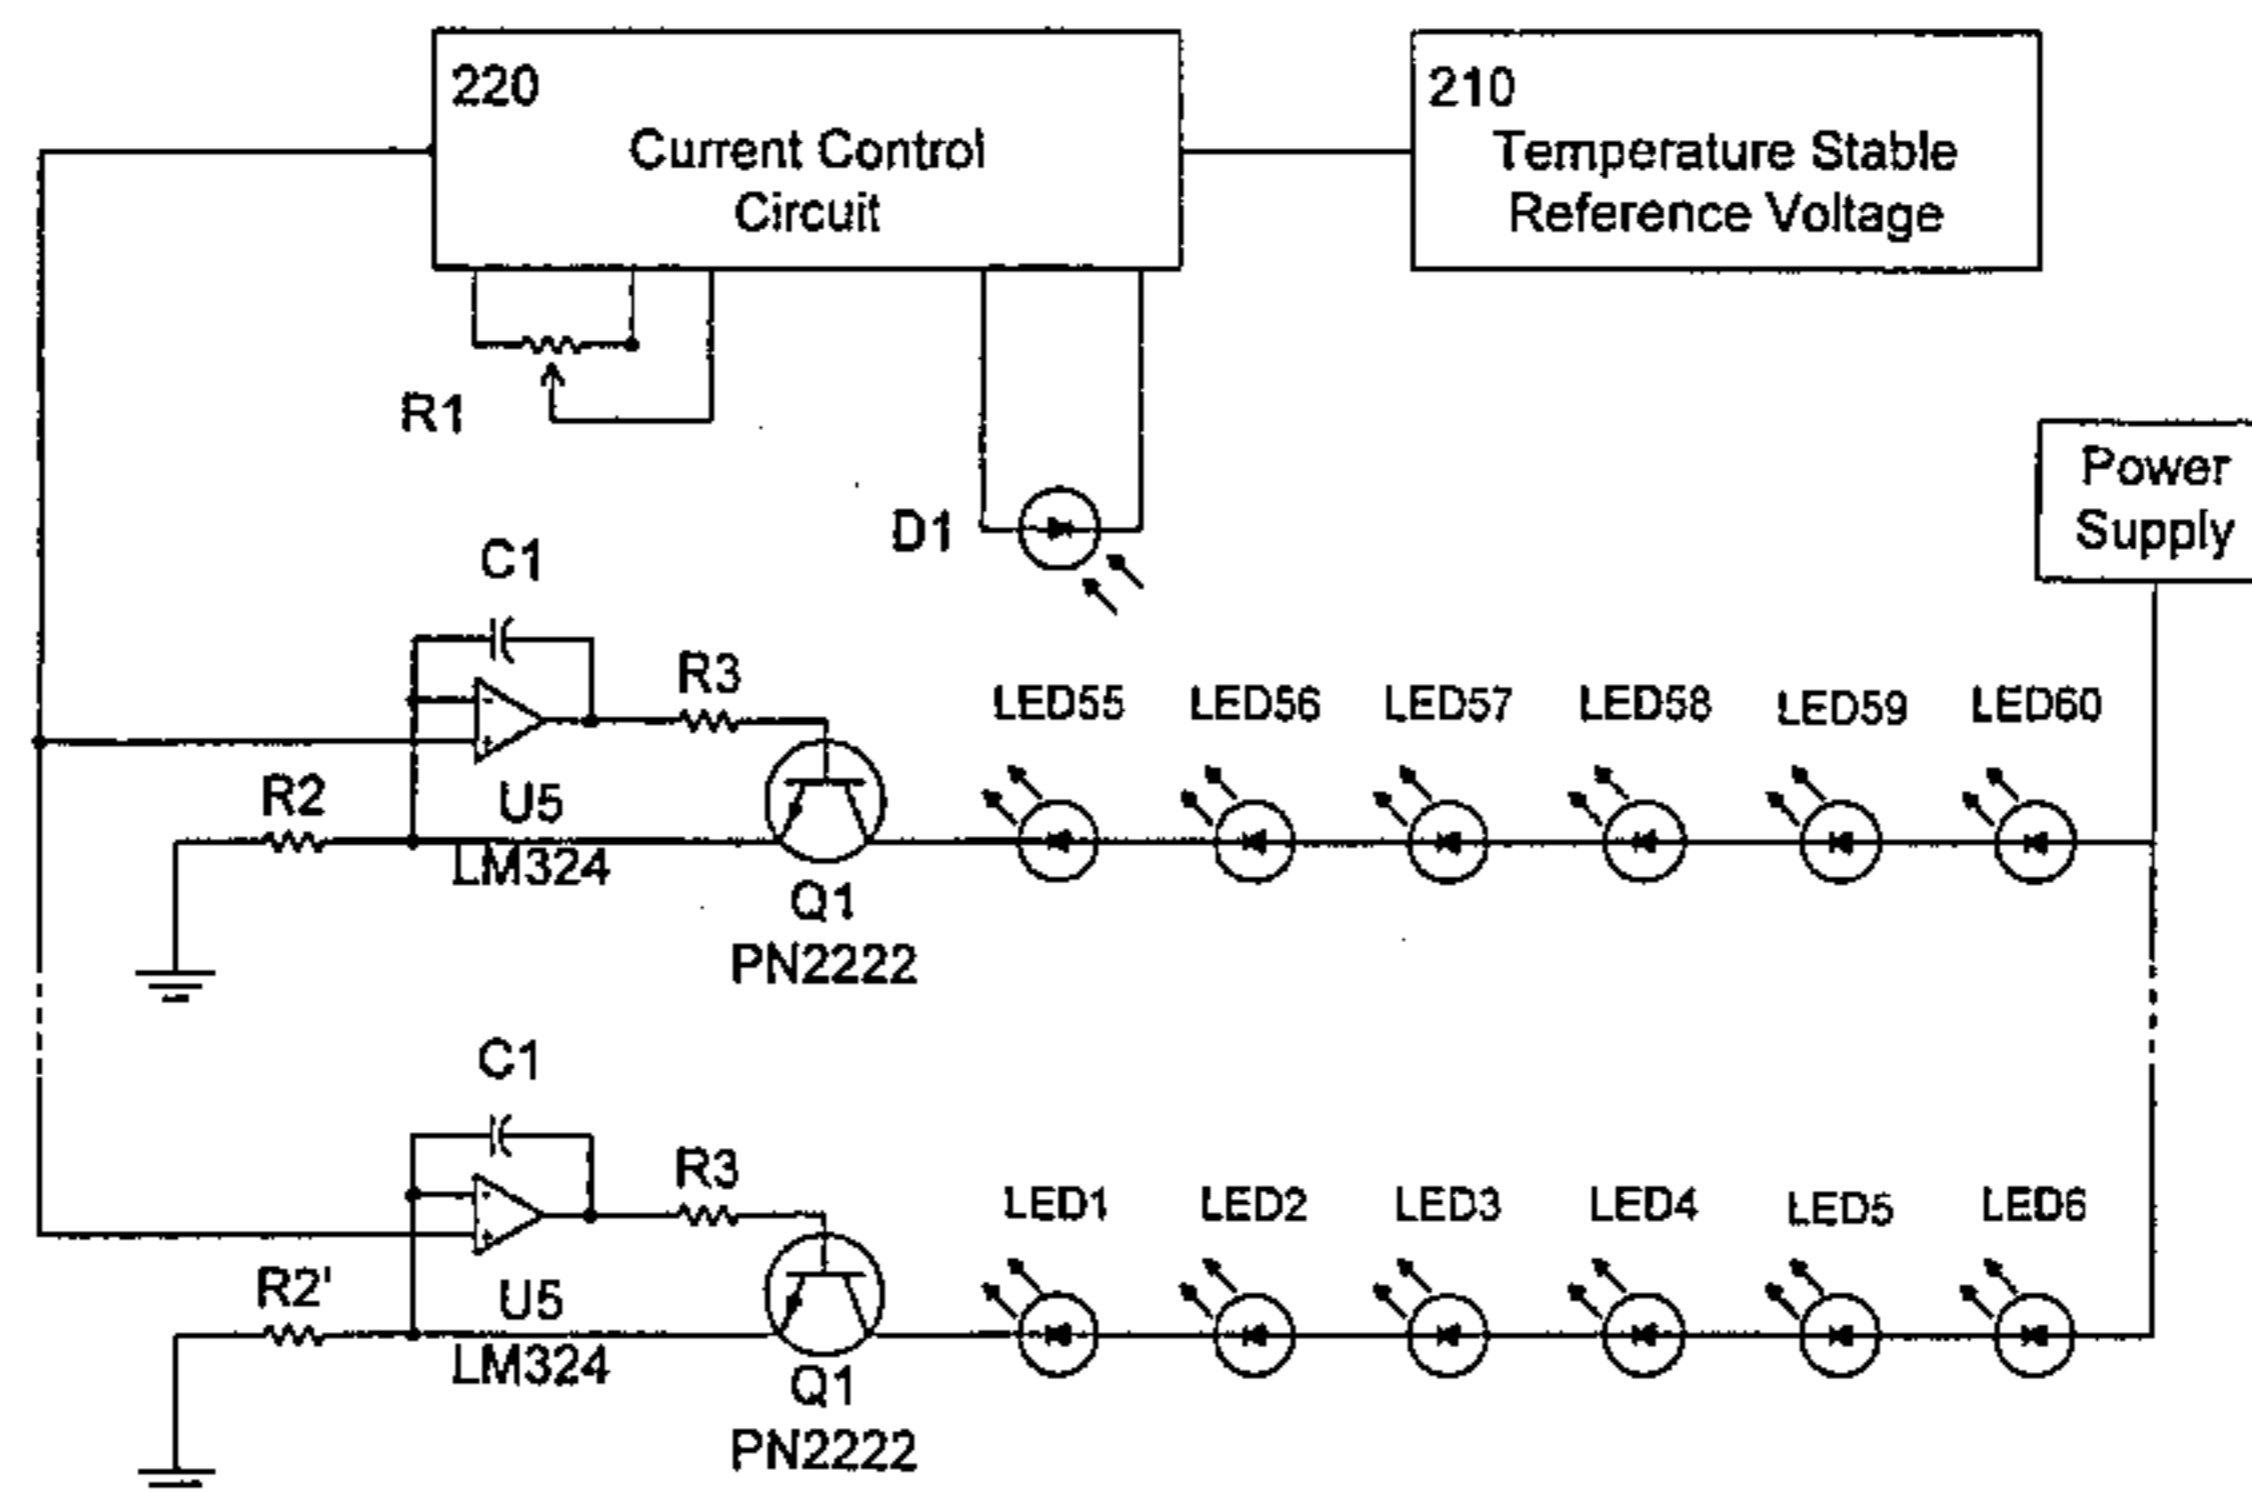 220
Current Control
Circuit
210
Temperature Stable
Reference Voltage
R1
Power
Supply
D1
C1
R3
LED55 LED56 LED57 LED58 LED59 LED60
-
+
R2
U5
LM324
Q1
PN2222
C1
R3
LED1 LED2 LED3 LED4 LED5 LED6
-
+
R2'
U5
LM324
Q1
PN2222